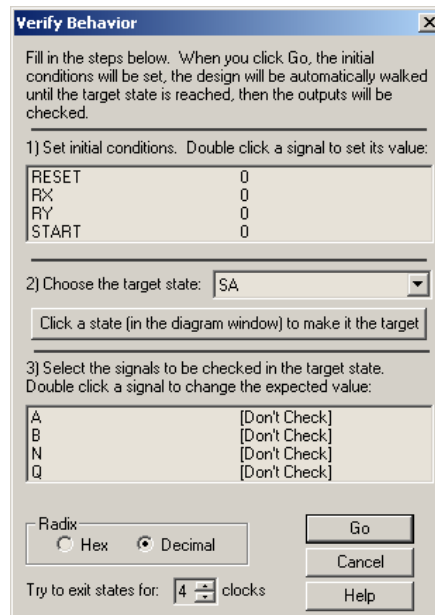 Verify Behavior
Fill in the steps below. When you click Go, the initial
conditions will be set, the design will be automatically walked
until the target state is reached, then the outputs will be
checked.
1) Set initial conditions. Double click a signal to set its value:
RESET 0
RX 0
RY 0
START 0
2) Choose the target state: SA
Click a state (in the diagram window) to make it the target
3) Select the signals to be checked in the target state.
Double click a signal to change the expected value:
A [Don't Check]
B [Don't Check]
N [Don't Check]
Q [Don't Check]
Radix
Hex Decimal
Go
Cancel
Try to exit states for: 4 clocks
Help